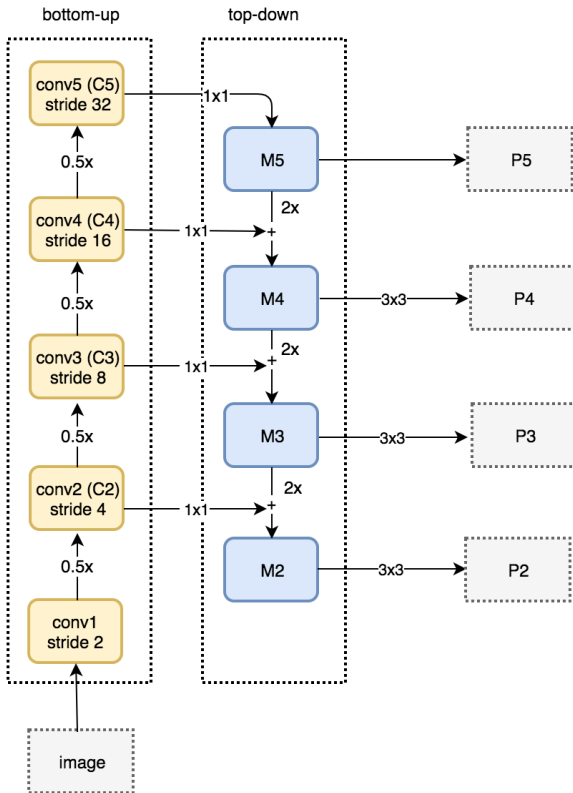 bottom-up
top-down
conv5 (C5)
stride 32
1x1
M5
P5
0.5x
2x
conv4 (C4)
stride 16
1x1
+
M4
3x3
P4
0.5x
2x
conv3 (C3)
stride 8
1x1
+
M3
3x3
P3
0.5x
2x
conv2 (C2)
stride 4
1x1
+
M2
3x3
P2
0.5x
conv1
stride 2
image